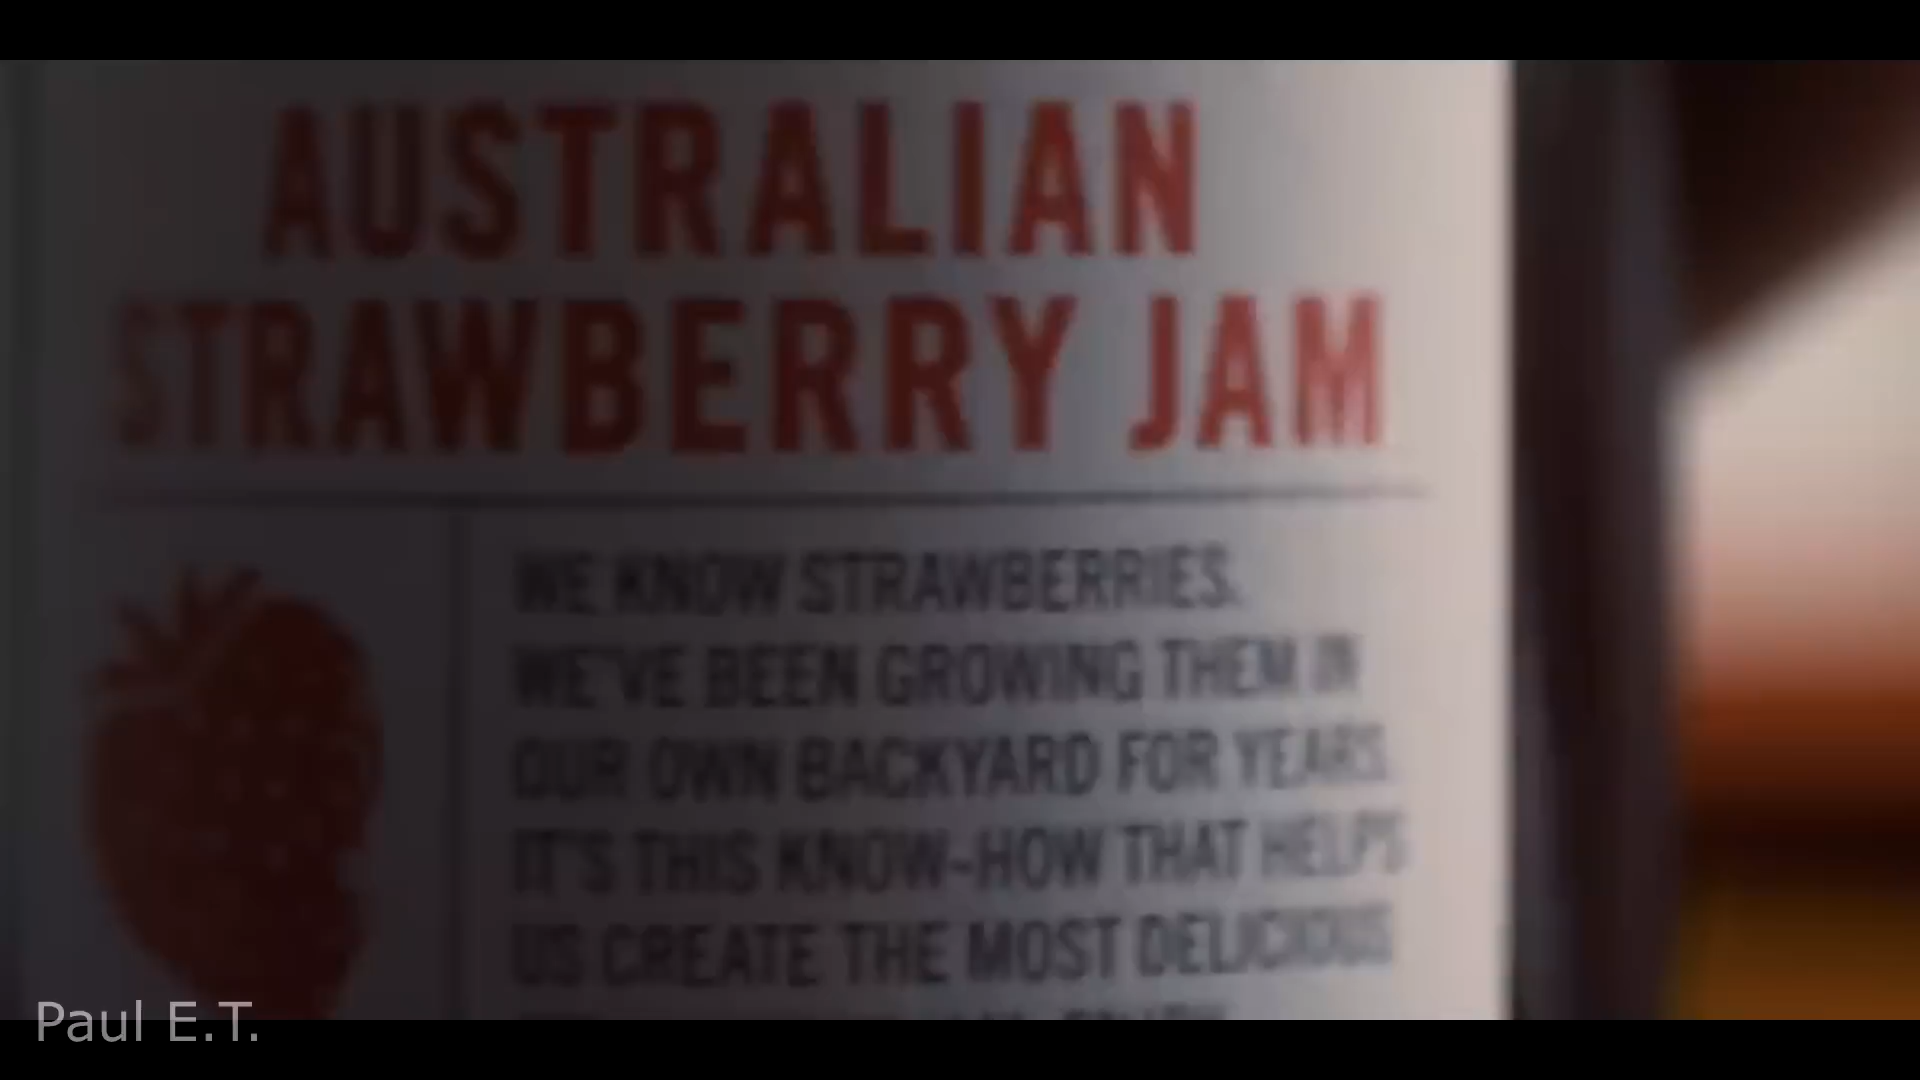 AUSTRALIAN
STRAWBERRY JAM
WE KNOW STRAWBERRIES.
WE'VE BEEN GROWING THEM IN
OUR OWN BACKYARD FOR YEARS.
IT'S THIS KNOW-HOW THAT HELPS
US CREATE THE MOST DELICIOUS
Paul E.T.